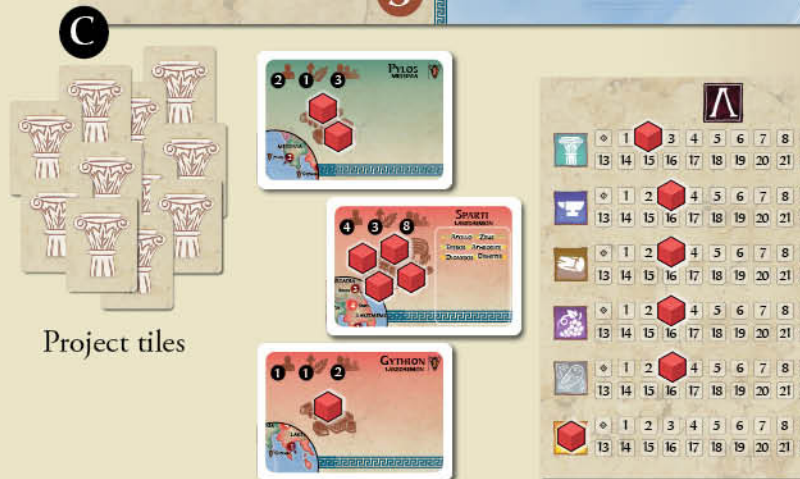 S
C
Project tiles
PYLOS
MESSINIA
2 1 3
MESSINIA
2
SPARTI
LAKEDAIMON
4 3 8
APOLLO ZEUS
APHRODITE
DIONYSOS DEMETER
GYTHION
LAKEDAIMON
1 1 2
Λ
1 3 4 5 6 7 8
13 14 15 16 17 18 19 20 21
1 2 4 5 6 7 8
13 14 15 16 17 18 19 20 21
1 2 4 5 6 7 8
13 14 15 16 17 18 19 20 21
1 2 4 5 6 7 8
13 14 15 16 17 18 19 20 21
1 2 4 5 6 7 8
13 14 15 16 17 18 19 20 21
1 2 3 4 5 6 7 8
13 14 15 16 17 18 19 20 21